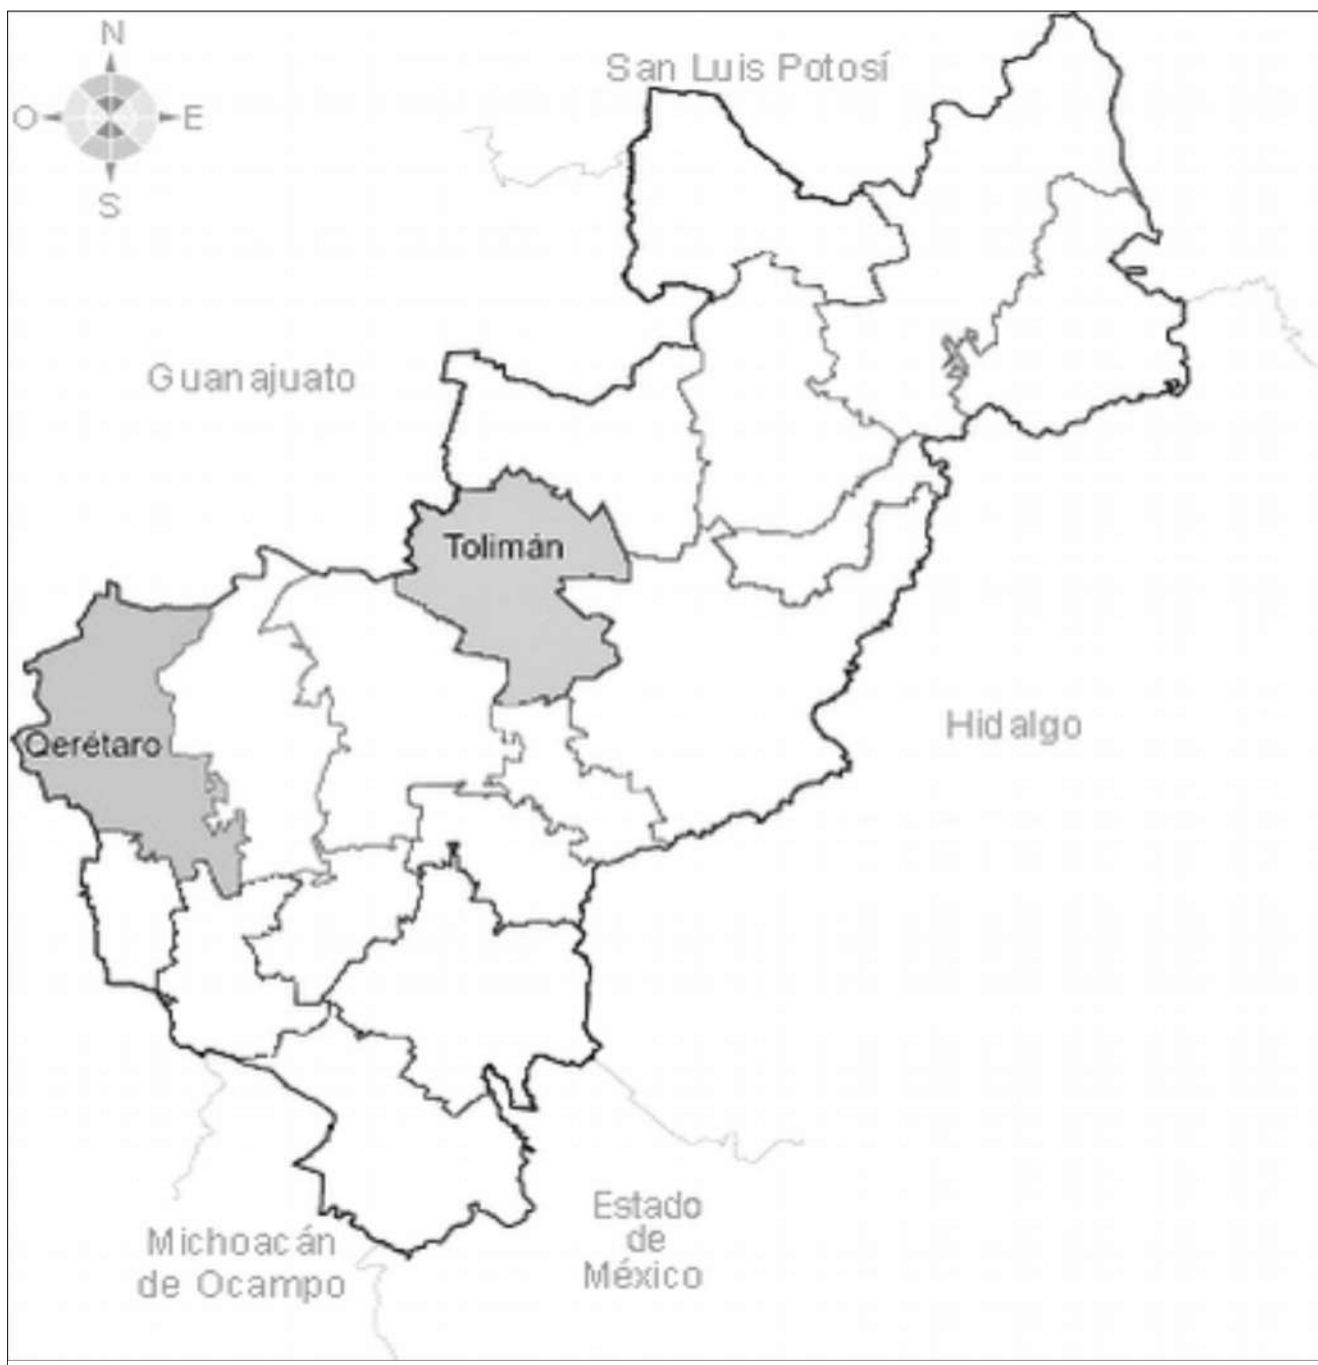 N
San Luis Potosí
O
E
S
Guanajuato
Tolimán
Hidalgo
Qerétaro
Estado
de
México
Michoacán
de Ocampo